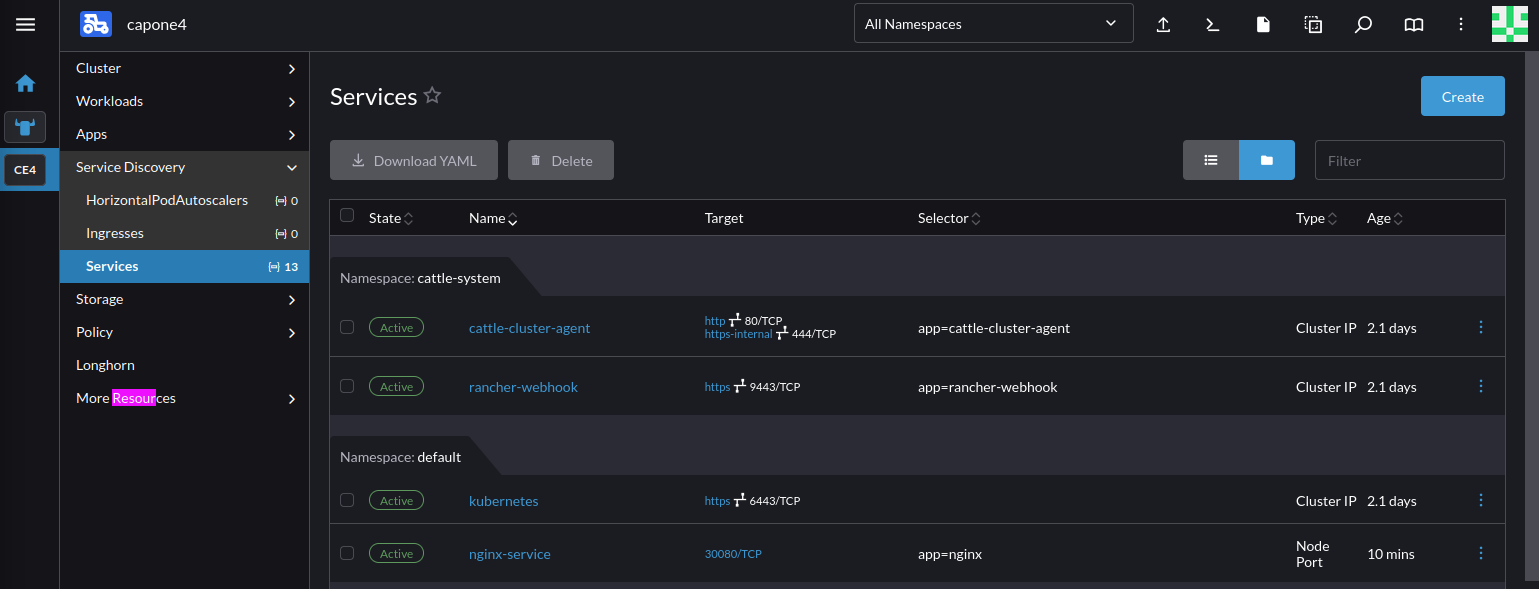 capone4
All Namespaces
CE4
Cluster
Workloads
Apps
Service Discovery
HorizontalPodAutoscalers 0
Ingresses 0
Services 13
Storage
Policy
Longhorn
More Resources
Services
Create
Download YAML
Delete
Filter
State Name Target Selector Type Age
Namespace: cattle-system
Active cattle-cluster-agent http 80/TCP app=cattle-cluster-agent Cluster IP 2.1 days
https-internal 444/TCP
Active rancher-webhook https 9443/TCP app=rancher-webhook Cluster IP 2.1 days
Namespace: default
Active kubernetes https 6443/TCP Cluster IP 2.1 days
Active nginx-service 30080/TCP app=nginx Node Port 10 mins